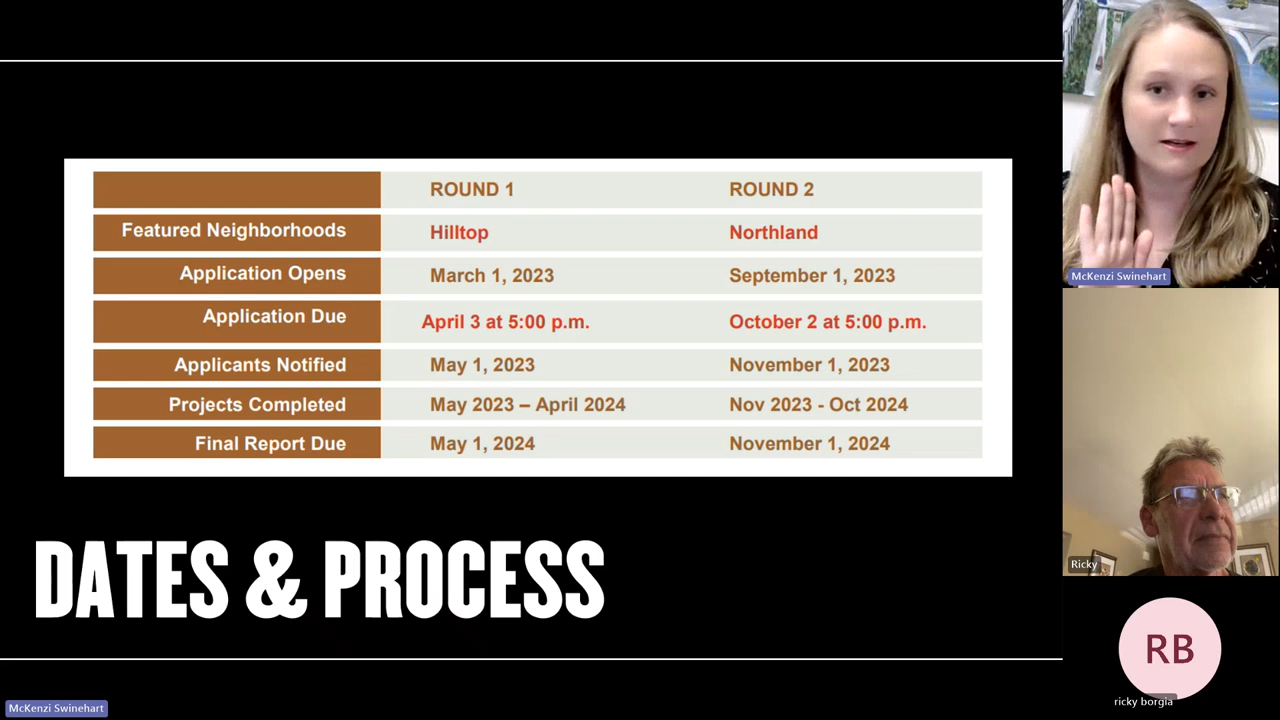 ROUND 1 ROUND 2
Featured Neighborhoods Hilltop Northland
Application Opens March 1, 2023 September 1, 2023
Application Due April 3 at 5:00 p.m. October 2 at 5:00 p.m.
Applicants Notified May 1, 2023 November 1, 2023
Projects Completed May 2023 – April 2024 Nov 2023 - Oct 2024
Final Report Due May 1, 2024 November 1, 2024
DATES & PROCESS
McKenzi Swinehart
McKenzi Swinehart
Ricky
RB
ricky borgia